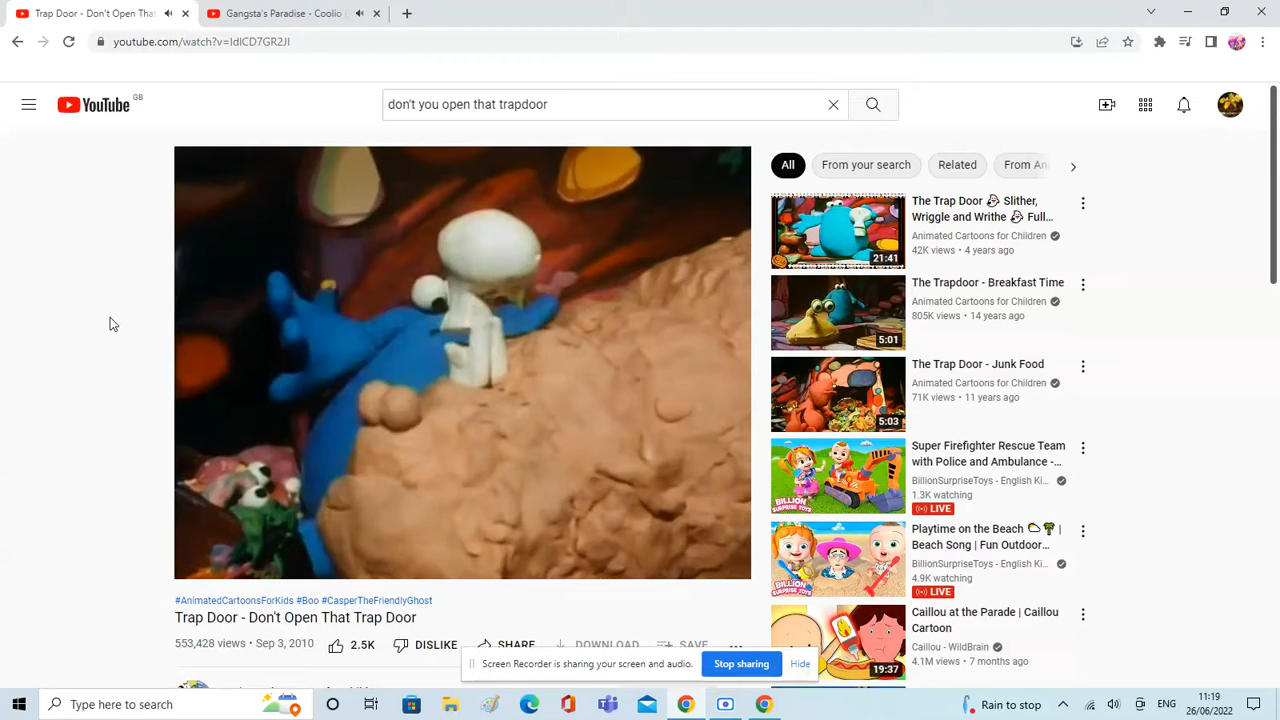 Trap Door - Don't Open That
Gangsta's Paradise - Coolio
youtube.com/watch?v=IdlCD7GR2JI
YouTube GB
don't you open that trapdoor
All
From your search
Related
From An
The Trap Door 👻 Slither, Wriggle and Writhe 👻 Full...
Animated Cartoons for Children
42K views • 4 years ago
21:41
The Trapdoor - Breakfast Time
Animated Cartoons for Children
805K views • 14 years ago
5:01
The Trap Door - Junk Food
Animated Cartoons for Children
71K views • 11 years ago
5:03
Super Firefighter Rescue Team
with Police and Ambulance -...
BillionSurpriseToys - English Ki...
1.3K watching
LIVE
BILLION SURPRISE TOYS
Playtime on the Beach 🌥️🌴 |
Beach Song | Fun Outdoor...
BillionSurpriseToys - English Ki...
4.9K watching
LIVE
BILLION SURPRISE TOYS
Caillou at the Parade | Caillou
Cartoon
Caillou - WildBrain
4.1M views • 7 months ago
19:37
#AnimatedCartoonsForKids #Boo #CasperTheFriendlyGhost
Trap Door - Don't Open That Trap Door
553,428 views • Sep 3, 2010
2.5K
DISLIKE
SHARE
DOWNLOAD
SAVE
Screen Recorder is sharing your screen and audio.
Stop sharing
Hide
Type here to search
Rain to stop
ENG
11:19
26/06/2022